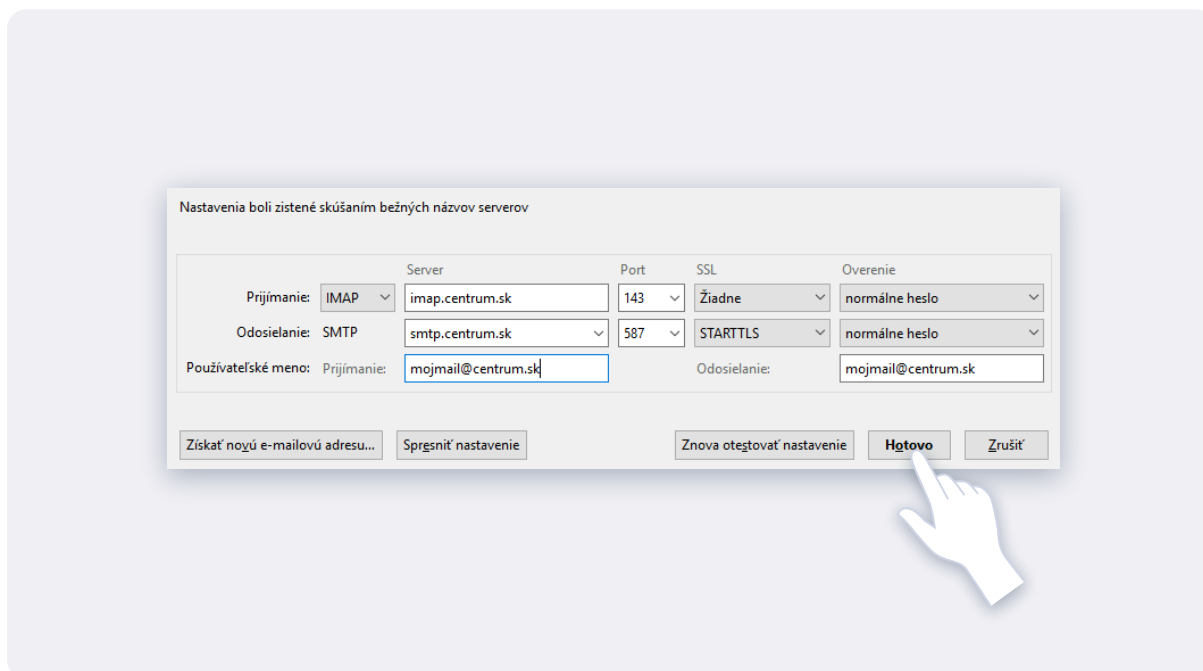 Nastavenia boli zistené skúšaním bežných názvov serverov
Server Port SSL Overenie
Prijímanie: IMAP imap.centrum.sk 143 Žiadne normálne heslo
Odosielanie: SMTP smtp.centrum.sk 587 STARTTLS normálne heslo
Používateľské meno: Prijímanie: mojmail@centrum.sk Odosielanie: mojmail@centrum.sk
Získať novú e-mailovú adresu... Spresniť nastavenie Znova otestovať nastavenie Hotovo Zrušiť